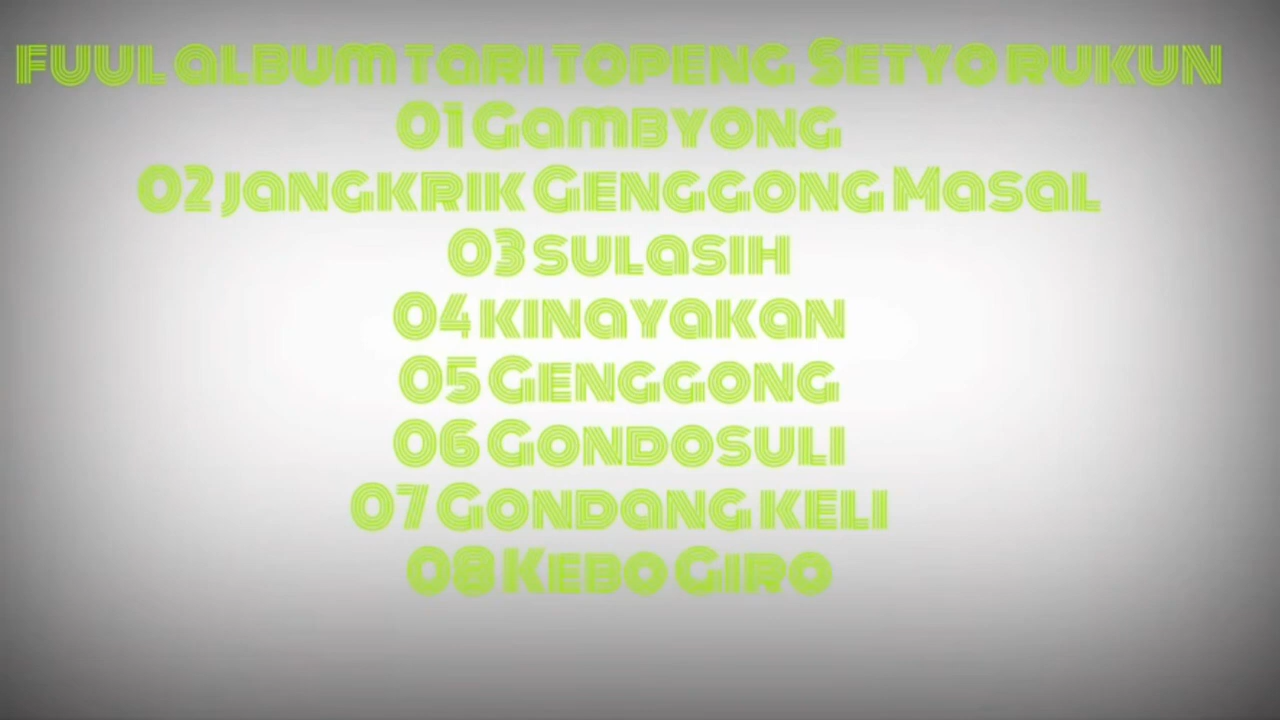 fuul album tari topeng Setyo rukun
01 Gambyong
02 jangkrik Genggong Masal
03 sulasih
04 kinayakan
05 Genggong
06 Gondosuli
07 Gondang keli
08 Kebo Giro